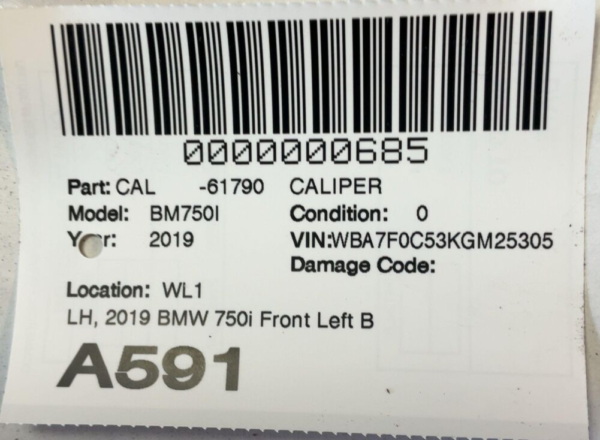 0000000685
Part: CAL -61790 CALIPER
Model: BM750I Condition: 0
Year: 2019 VIN:WBA7F0C53KGM25305
Damage Code:
Location: WL1
LH, 2019 BMW 750i Front Left B
A591